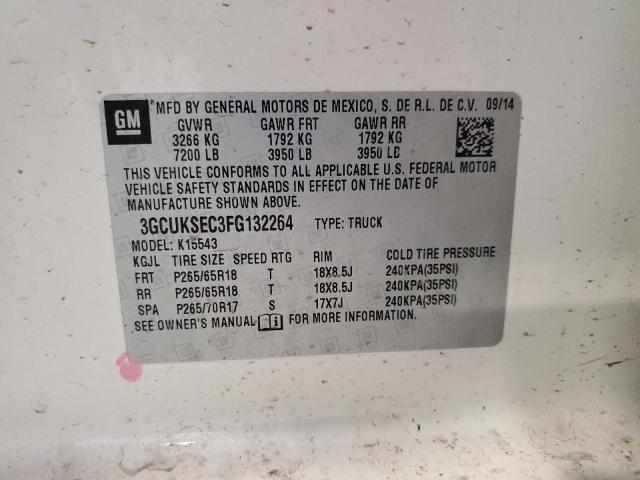 GM
*MFD BY GENERAL MOTORS DE MEXICO, S. DE R.L. DE C.V. 09/14
GVWR GAWR FRT GAWR RR
3266 KG 1792 KG 1792 KG
7200 LB 3950 LB 3950 LB
THIS VEHICLE CONFORMS TO ALL APPLICABLE U.S. FEDERAL MOTOR
VEHICLE SAFETY STANDARDS IN EFFECT ON THE DATE OF
MANUFACTURE SHOWN ABOVE.
3GCUKSEC3FG132264 TYPE: TRUCK
MODEL: K15543
KGJL TIRE SIZE SPEED RTG RIM COLD TIRE PRESSURE
FRT P265/65R18 T 18X8.5J 240KPA(35PSI)
RR P265/65R18 T 18X8.5J 240KPA(35PSI)
SPA P265/70R17 S 17X7J 240KPA(35PSI)
SEE OWNER'S MANUAL FOR MORE INFORMATION.